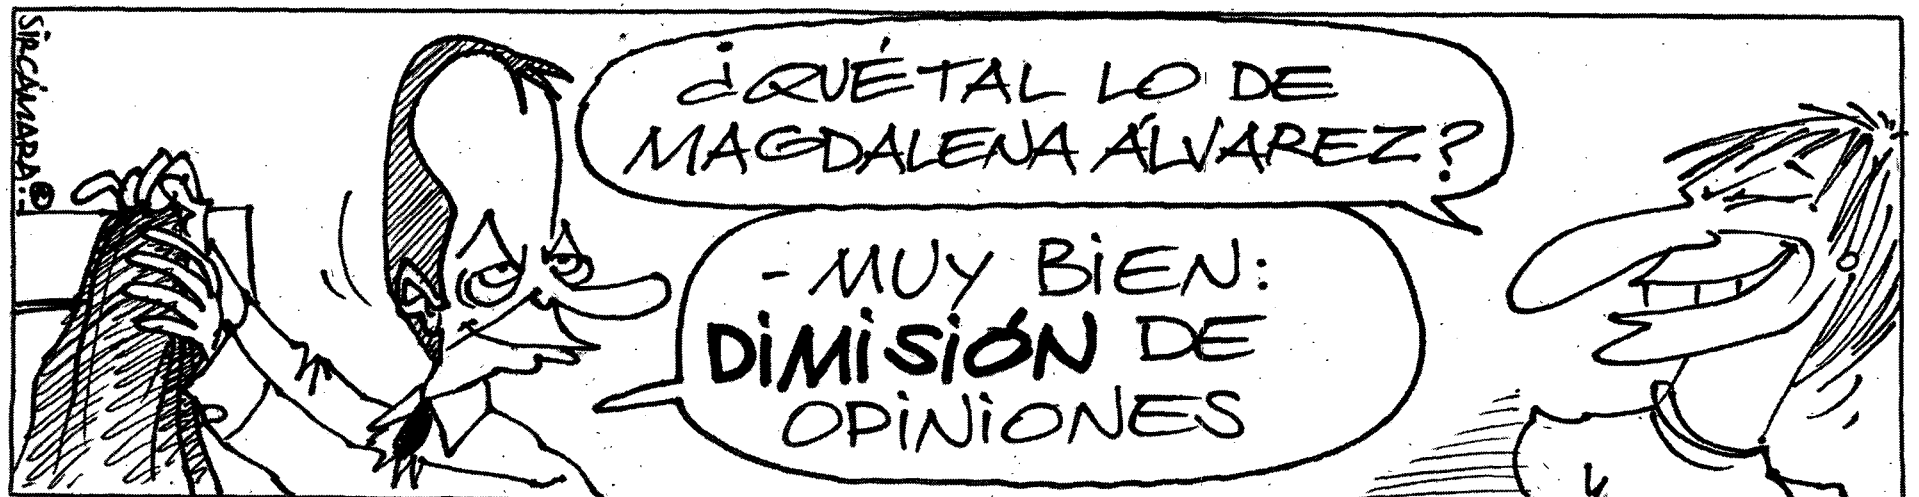 SIR CÁMARA:®
¿QUÉ TAL LO DE
MAGDALENA ÁLVAREZ?
- MUY BIEN:
DiMiSiÓN DE
OPiNiONES